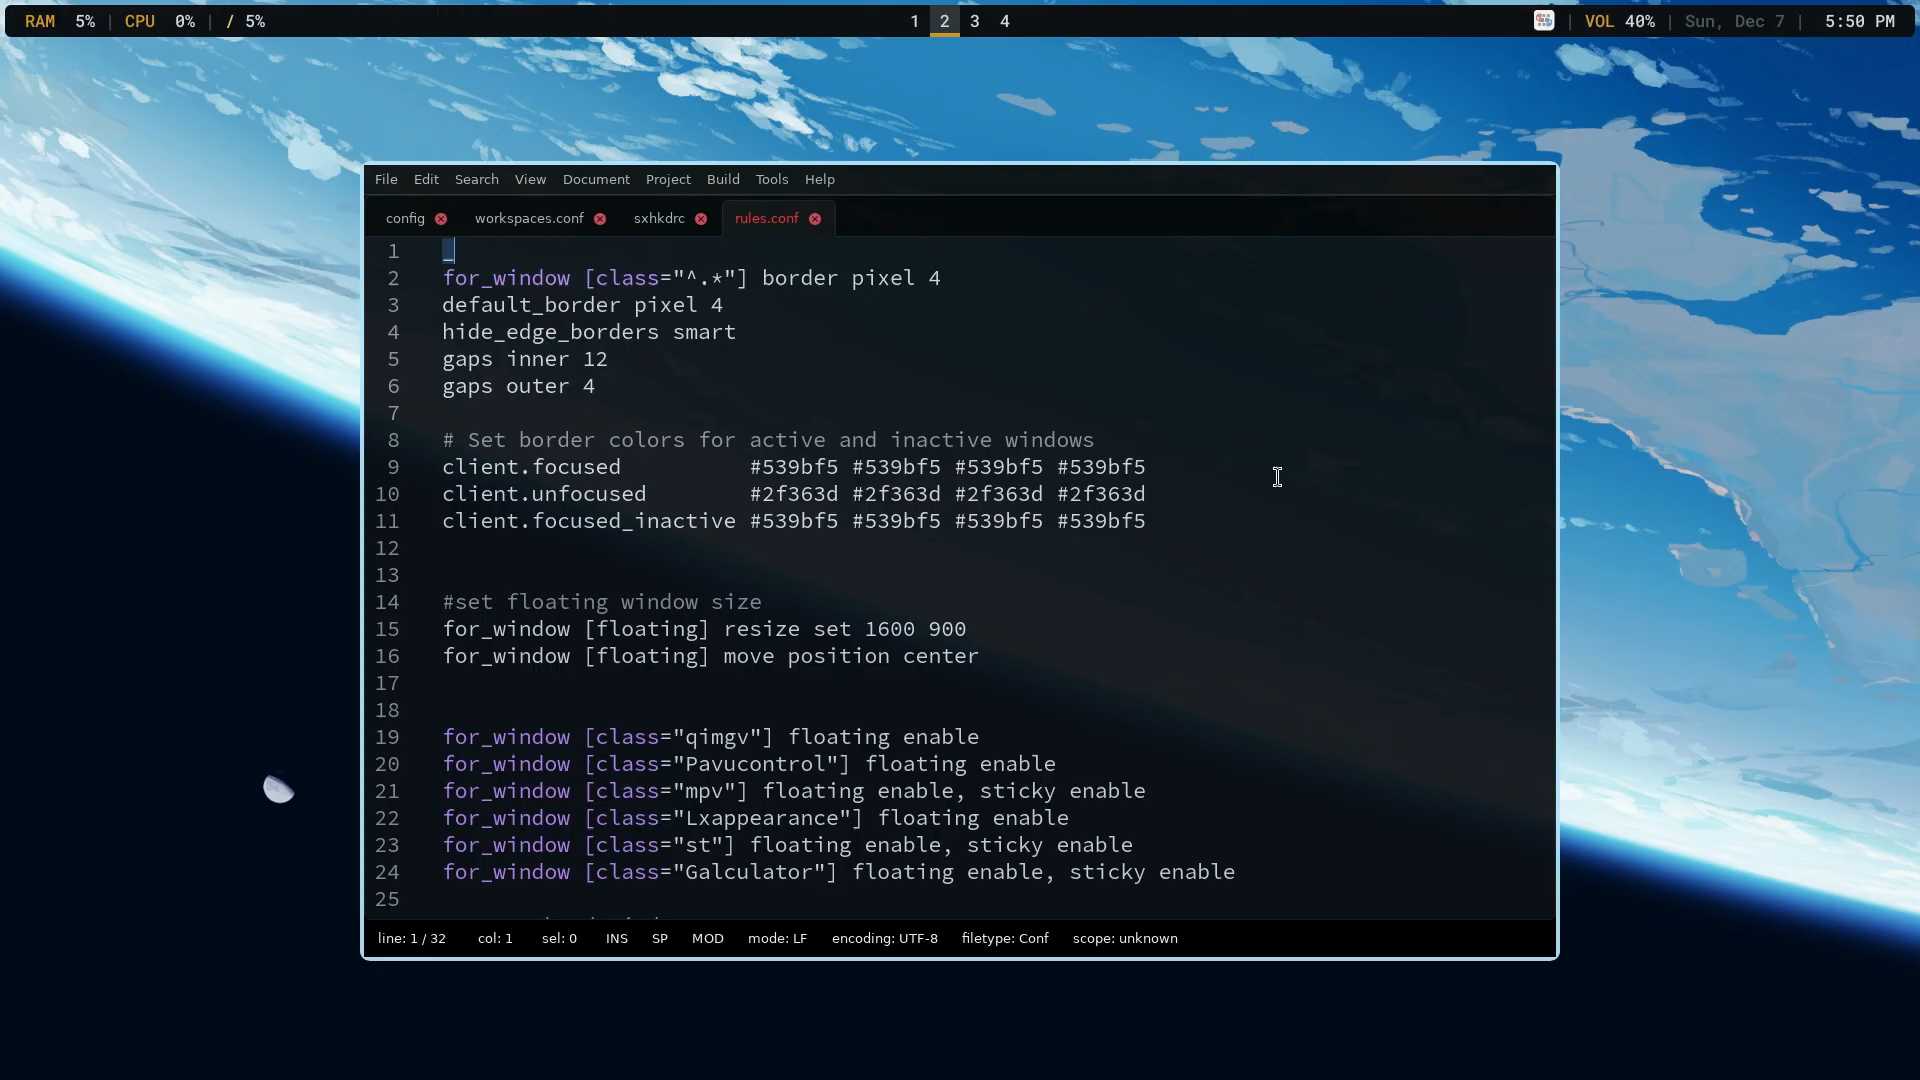 RAM 5% | CPU 0% | / 5%
1 2 3 4
| VOL 40% | Sun, Dec 7 | 5:50 PM
File Edit Search View Document Project Build Tools Help
config workspaces.conf sxhkdrc rules.conf
1
2 for_window [class="^.*"] border pixel 4
3 default_border pixel 4
4 hide_edge_borders smart
5 gaps inner 12
6 gaps outer 4
7
8 # Set border colors for active and inactive windows
9 client.focused #539bf5 #539bf5 #539bf5 #539bf5
10 client.unfocused #2f363d #2f363d #2f363d #2f363d
11 client.focused_inactive #539bf5 #539bf5 #539bf5 #539bf5
12
13
14 #set floating window size
15 for_window [floating] resize set 1600 900
16 for_window [floating] move position center
17
18
19 for_window [class="qimgv"] floating enable
20 for_window [class="Pavucontrol"] floating enable
21 for_window [class="mpv"] floating enable, sticky enable
22 for_window [class="Lxappearance"] floating enable
23 for_window [class="st"] floating enable, sticky enable
24 for_window [class="Galculator"] floating enable, sticky enable
25
line: 1 / 32 col: 1 sel: 0 INS SP MOD mode: LF encoding: UTF-8 filetype: Conf scope: unknown